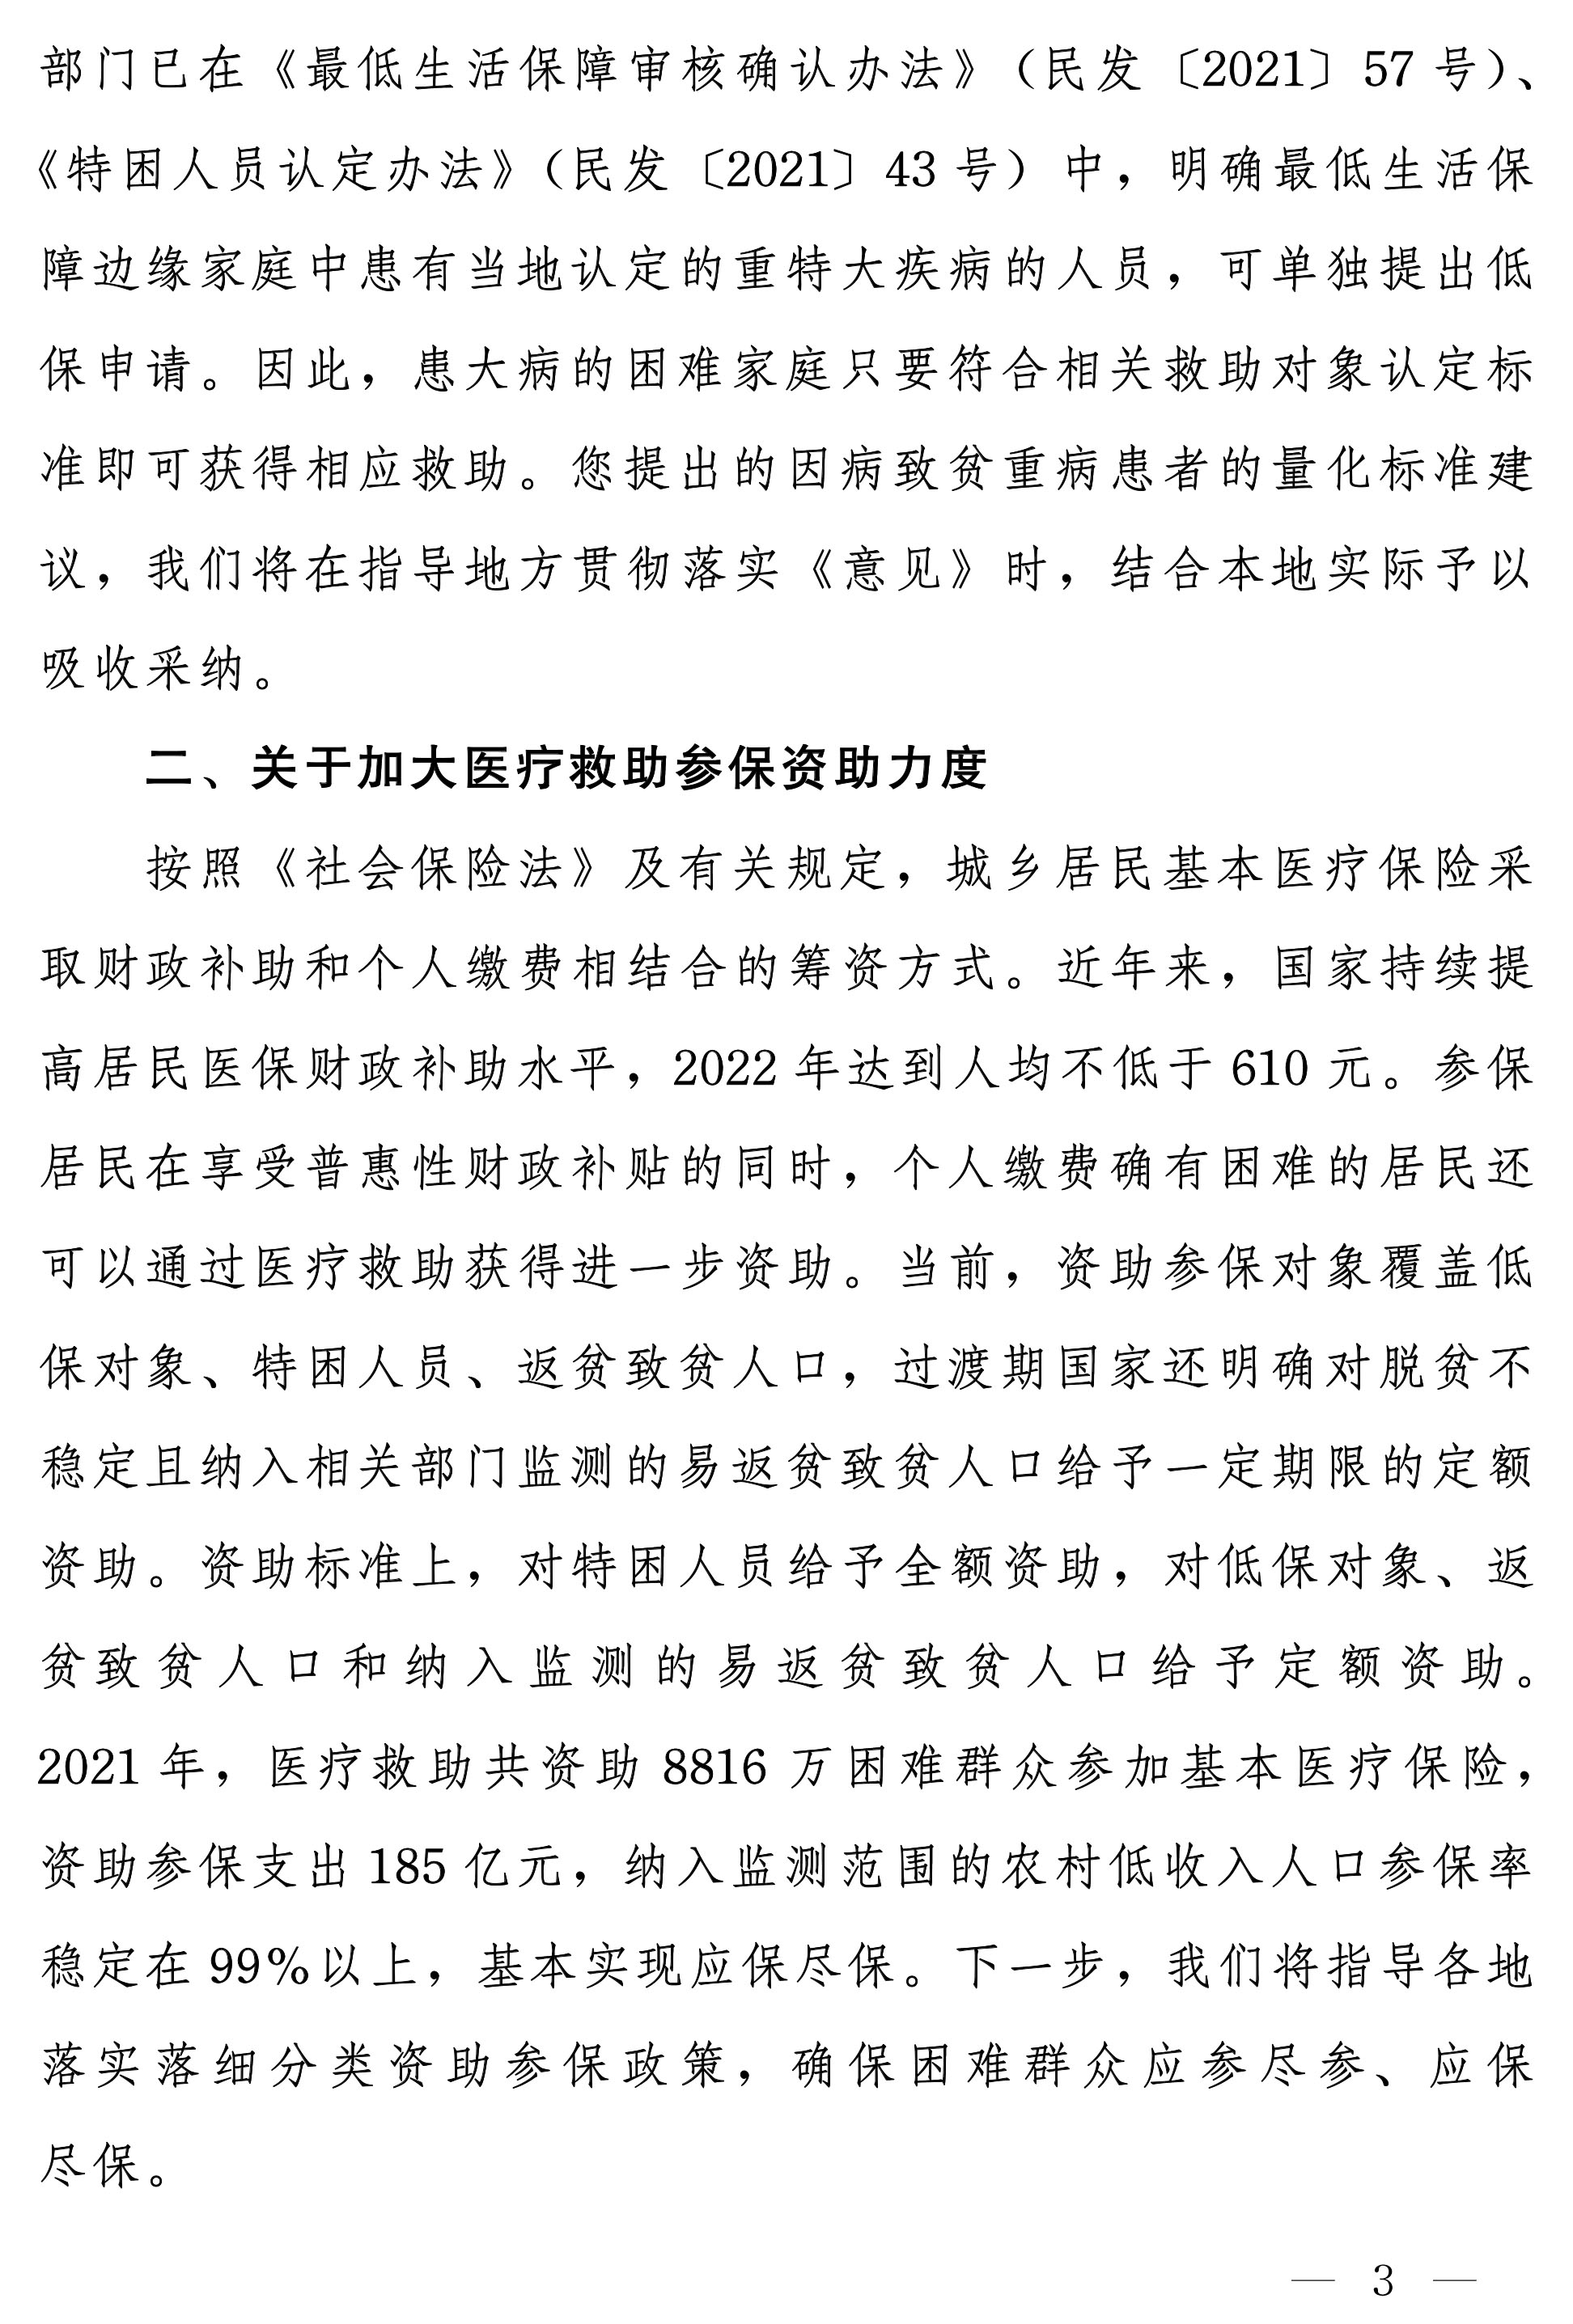 部门已在《最低生活保障审核确认办法》（民发〔2021〕57 号）、
《特困人员认定办法》（民发〔2021〕43 号）中，明确最低生活保
障边缘家庭中患有当地认定的重特大疾病的人员，可单独提出低
保申请。因此，患大病的困难家庭只要符合相关救助对象认定标
准即可获得相应救助。您提出的因病致贫重病患者的量化标准建
议，我们将在指导地方贯彻落实《意见》时，结合本地实际予以
吸收采纳。
二、关于加大医疗救助参保资助力度
按照《社会保险法》及有关规定，城乡居民基本医疗保险采
取财政补助和个人缴费相结合的筹资方式。近年来，国家持续提
高居民医保财政补助水平，2022 年达到人均不低于 610 元。参保
居民在享受普惠性财政补贴的同时，个人缴费确有困难的居民还
可以通过医疗救助获得进一步资助。当前，资助参保对象覆盖低
保对象、特困人员、返贫致贫人口，过渡期国家还明确对脱贫不
稳定且纳入相关部门监测的易返贫致贫人口给予一定期限的定额
资助。资助标准上，对特困人员给予全额资助，对低保对象、返
贫致贫人口和纳入监测的易返贫致贫人口给予定额资助。
2021 年，医疗救助共资助 8816 万困难群众参加基本医疗保险，
资助参保支出 185 亿元，纳入监测范围的农村低收入人口参保率
稳定在 99%以上，基本实现应保尽保。下一步，我们将指导各地
落实落细分类资助参保政策，确保困难群众应参尽参、应保
尽保。
— 3 —